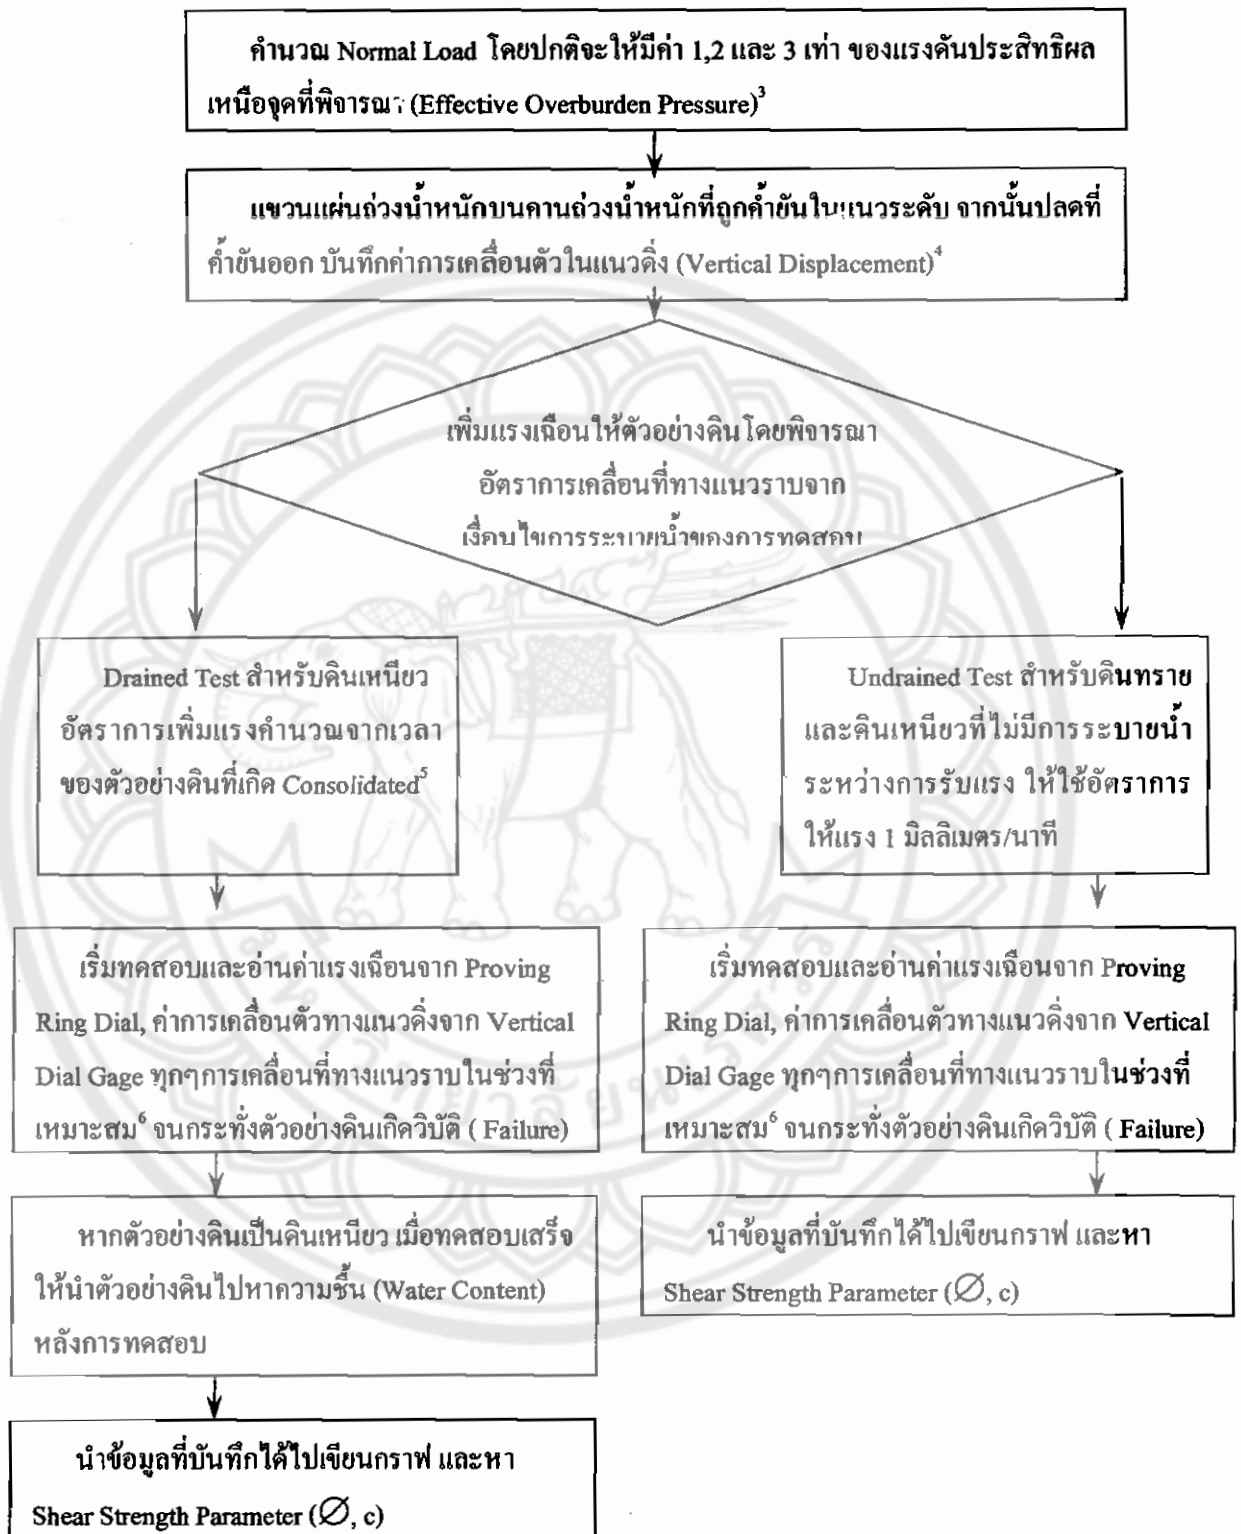 คำนวณ Normal Load โดยปกติจะให้มีค่า 1,2 และ 3 เท่า ของแรงดันประสิทธิผล
เหนือจุดที่พิจารณา (Effective Overburden Pressure)³
แขวนแผ่นถ่วงน้ำหนักบนคานถ่วงน้ำหนักที่ถูกค้ำยันในแนวระดับ จากนั้นปลดที่
ค้ำยันออก บันทึกค่าการเคลื่อนตัวในแนวดิ่ง (Vertical Displacement)⁴
เพิ่มแรงเฉือนให้ตัวอย่างดินโดยพิจารณา
อัตราการเคลื่อนที่ทางแนวราบจาก
เงื่อนไขการระบายน้ำของการทดสอบ
Drained Test สำหรับดินเหนียว
อัตราการเพิ่มแรงคำนวณจากเวลา
ของตัวอย่างดินที่เกิด Consolidated⁵
Undrained Test สำหรับดินทราย
และดินเหนียวที่ไม่มีการระบายน้ำ
ระหว่างการรับแรง ให้ใช้อัตราการ
ให้แรง 1 มิลลิเมตร/นาที
เริ่มทดสอบและอ่านค่าแรงเฉือนจาก Proving
Ring Dial, ค่าการเคลื่อนตัวทางแนวดิ่งจาก Vertical
Dial Gage ทุกๆการเคลื่อนที่ทางแนวราบในช่วงที่
เหมาะสม⁶ จนกระทั่งตัวอย่างดินเกิดวิบัติ ( Failure)
เริ่มทดสอบและอ่านค่าแรงเฉือนจาก Proving
Ring Dial, ค่าการเคลื่อนตัวทางแนวดิ่งจาก Vertical
Dial Gage ทุกๆการเคลื่อนที่ทางแนวราบในช่วงที่
เหมาะสม⁶ จนกระทั่งตัวอย่างดินเกิดวิบัติ ( Failure)
หากตัวอย่างดินเป็นดินเหนียว เมื่อทดสอบเสร็จ
ให้นำตัวอย่างดินไปหาความชื้น (Water Content)
หลังการทดสอบ
นำข้อมูลที่บันทึกได้ไปเขียนกราฟ และหา
Shear Strength Parameter (∅, c)
นำข้อมูลที่บันทึกได้ไปเขียนกราฟ และหา
Shear Strength Parameter (∅, c)